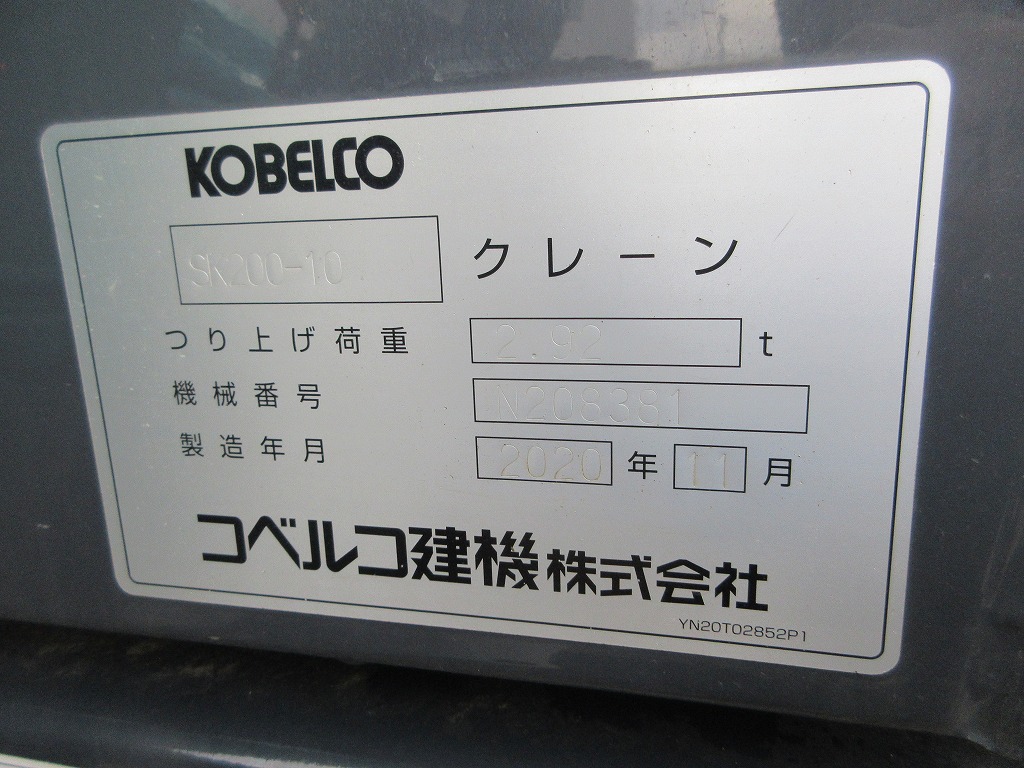 KOBELCO
SK200-10 クレーン
つり上げ荷重 2.92 t
機械番号 N208381
製造年月 2020 年 11 月
コベルコ建機株式会社
YN20T02852P1